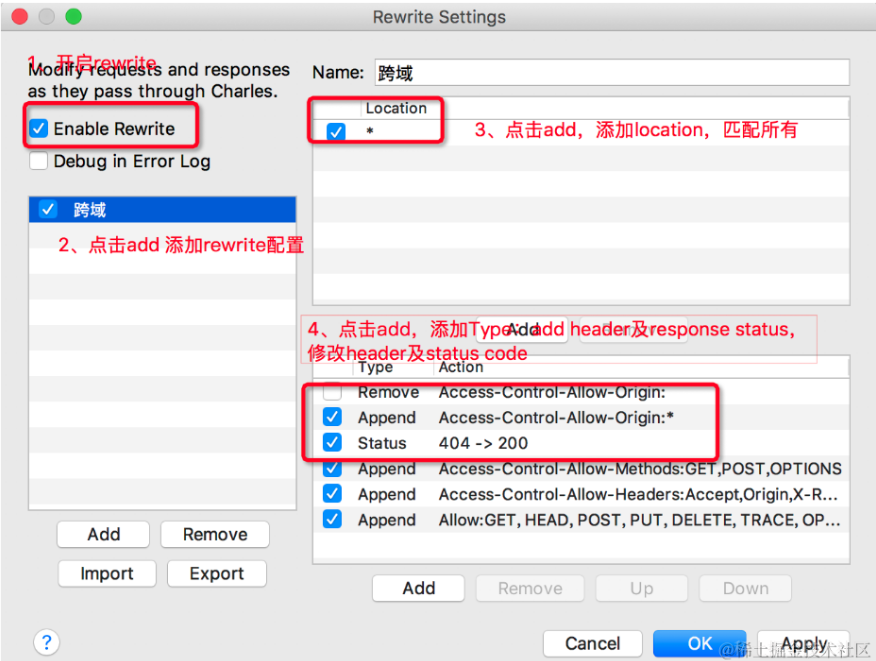 Rewrite Settings
1、开启rewrite
Modify requests and responses
as they pass through Charles.
Enable Rewrite
Debug in Error Log
跨域
2、点击add 添加rewrite配置
Add
Remove
Import
Export
?
Name: 跨域
Location
*
3、点击add，添加location，匹配所有
Add
4、点击add，添加Type：add header及response status，
修改header及status code
Type Action
Remove Access-Control-Allow-Origin:
Append Access-Control-Allow-Origin:*
Status 404 -> 200
Append Access-Control-Allow-Methods:GET,POST,OPTIONS
Append Access-Control-Allow-Headers:Accept,Origin,X-R...
Append Allow:GET, HEAD, POST, PUT, DELETE, TRACE, OP...
Add Remove Up Down
Cancel OK Apply
@稀土掘金技术社区